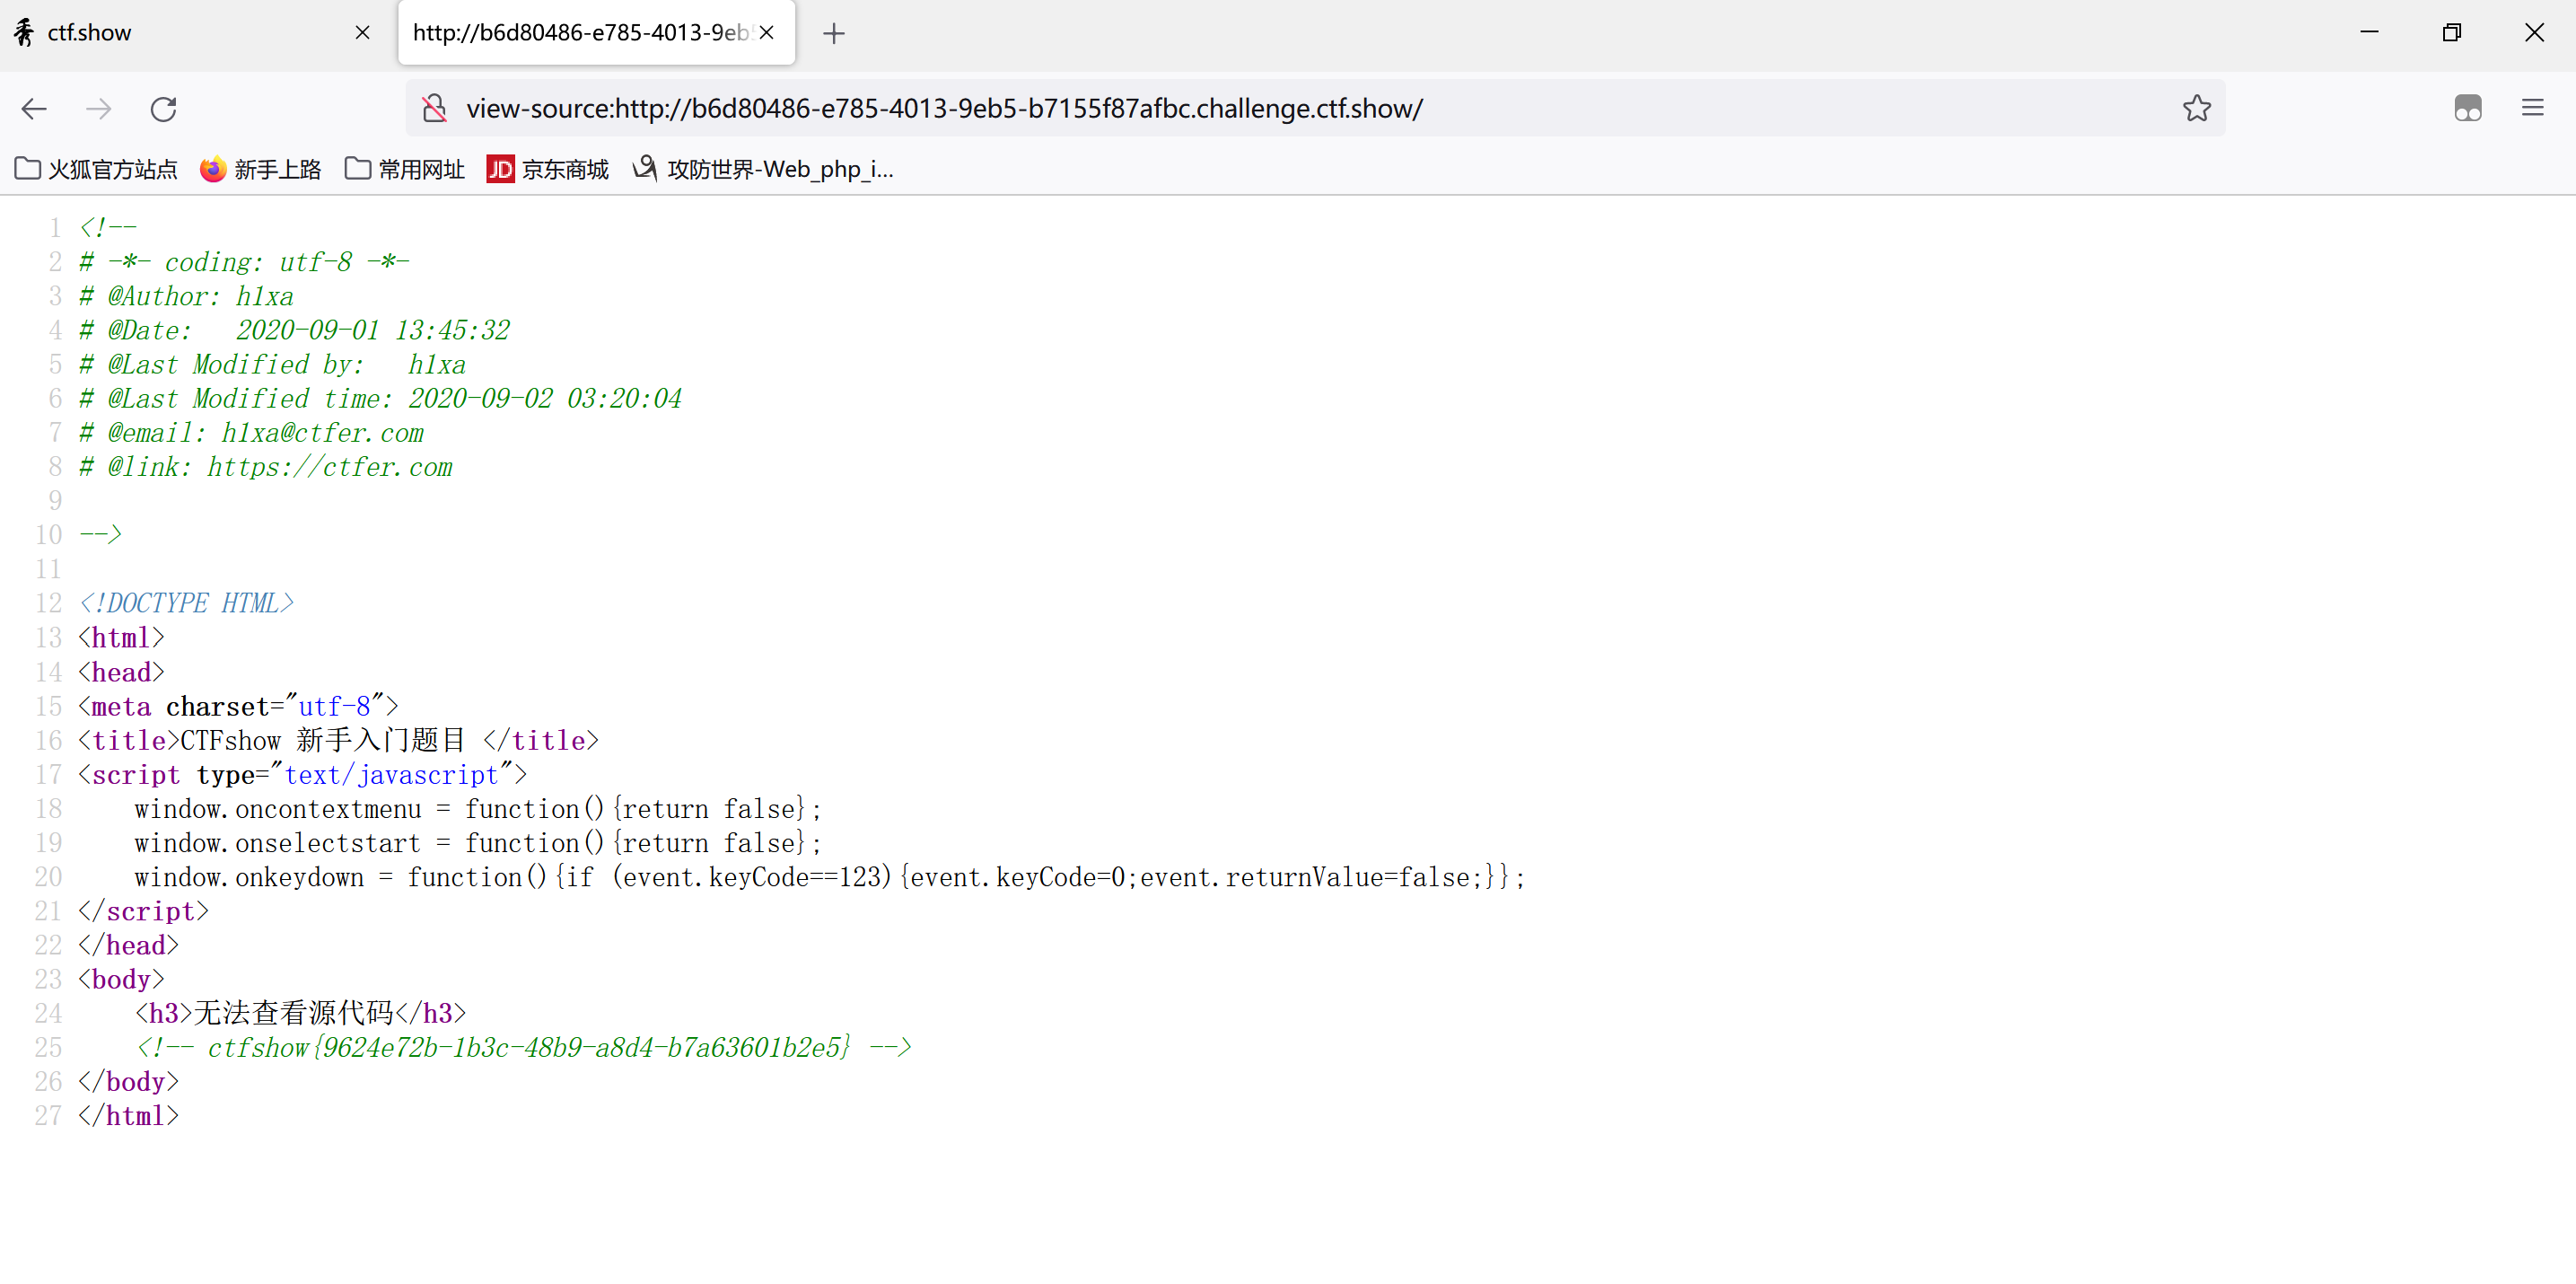 ctf.show
http://b6d80486-e785-4013-9eb5
view-source:http://b6d80486-e785-4013-9eb5-b7155f87afbc.challenge.ctf.show/
火狐官方站点 新手上路 常用网址 JD 京东商城 攻防世界-Web_php_i...
1 <!--
2 # -*- coding: utf-8 -*-
3 # @Author: h1xa
4 # @Date:   2020-09-01 13:45:32
5 # @Last Modified by:   h1xa
6 # @Last Modified time: 2020-09-02 03:20:04
7 # @email: h1xa@ctfer.com
8 # @link: https://ctfer.com
9
10 -->
11
12 <!DOCTYPE HTML>
13 <html>
14 <head>
15 <meta charset="utf-8">
16 <title>CTFshow 新手入门题目 </title>
17 <script type="text/javascript">
18     window.oncontextmenu = function(){return false};
19     window.onselectstart = function(){return false};
20     window.onkeydown = function(){if (event.keyCode==123){event.keyCode=0;event.returnValue=false;}};
21 </script>
22 </head>
23 <body>
24     <h3>无法查看源代码</h3>
25     <!-- ctfshow{9624e72b-1b3c-48b9-a8d4-b7a63601b2e5} -->
26 </body>
27 </html>